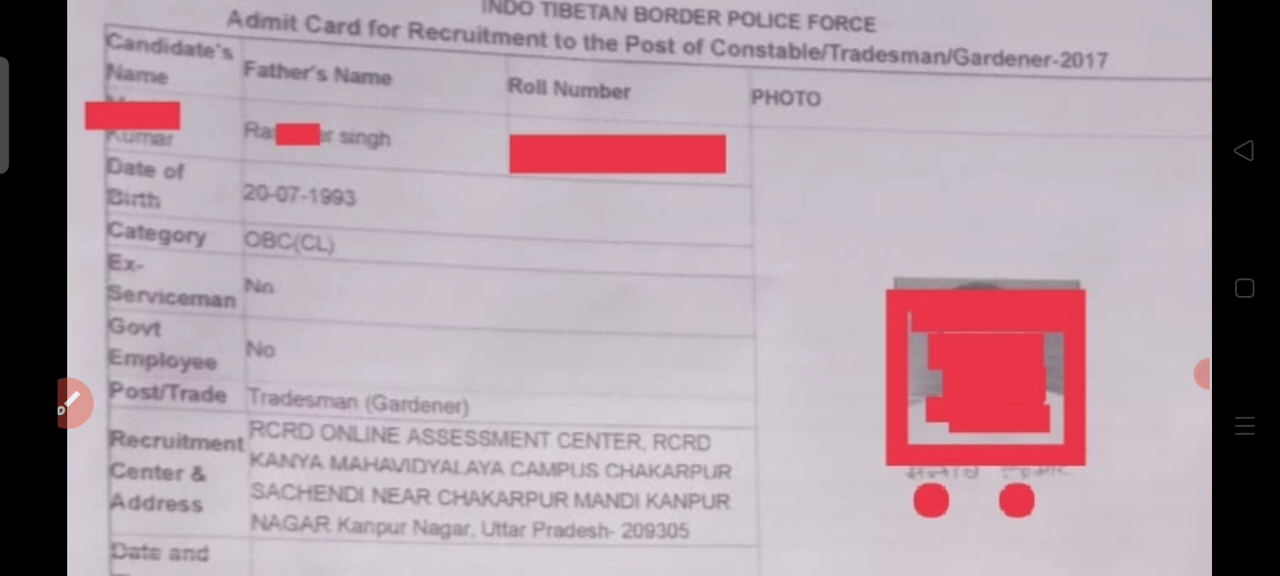 INDO TIBETAN BORDER POLICE FORCE
Admit Card for Recruitment to the Post of Constable/Tradesman/Gardener-2017
Candidate's Name
Father's Name
Roll Number
PHOTO
Kumar
singh
Date of Birth
20-07-1993
Category
OBC(CL)
Ex-Serviceman
No
Govt Employee
No
Post/Trade
Tradesman (Gardener)
Recruitment Center & Address
RCRD ONLINE ASSESSMENT CENTER, RCRD
KANYA MAHAVIDYALAYA CAMPUS CHAKARPUR
SACHENDI NEAR CHAKARPUR MANDI KANPUR
NAGAR Kanpur Nagar, Uttar Pradesh- 209305
Date and